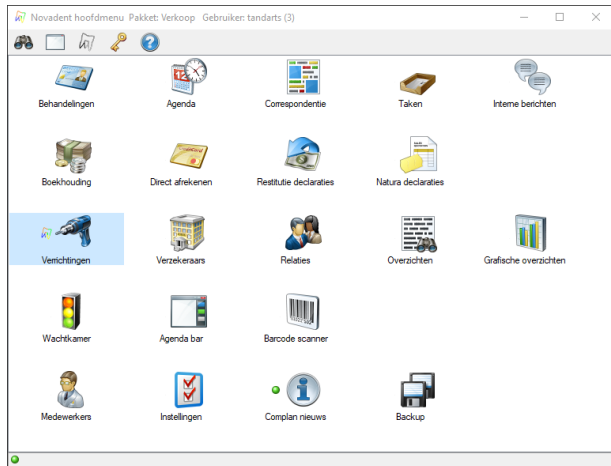 Novadent hoofdmenu Pakket: Verkoop Gebruiker: tandarts (3)
Behandelingen
Agenda
Correspondentie
Taken
Interne berichten
Boekhouding
Direct afrekenen
Restitutie declaraties
Natura declaraties
Verrichtingen
Verzekeraars
Relaties
Overzichten
Grafische overzichten
Wachtkamer
Agenda bar
Barcode scanner
Medewerkers
Instellingen
Complan nieuws
Backup